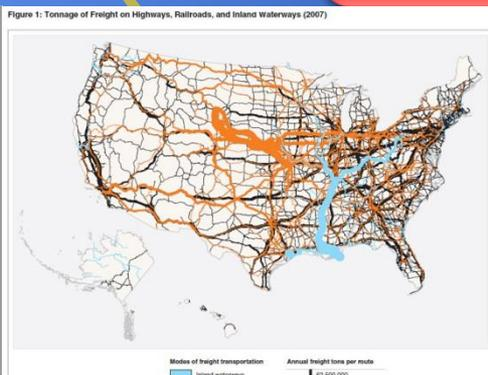 Figure 1: Tonnage of Freight on Highways, Railroads, and Inland Waterways (2007)
Modes of freight transportation
Annual freight tons per route
Inland waterways